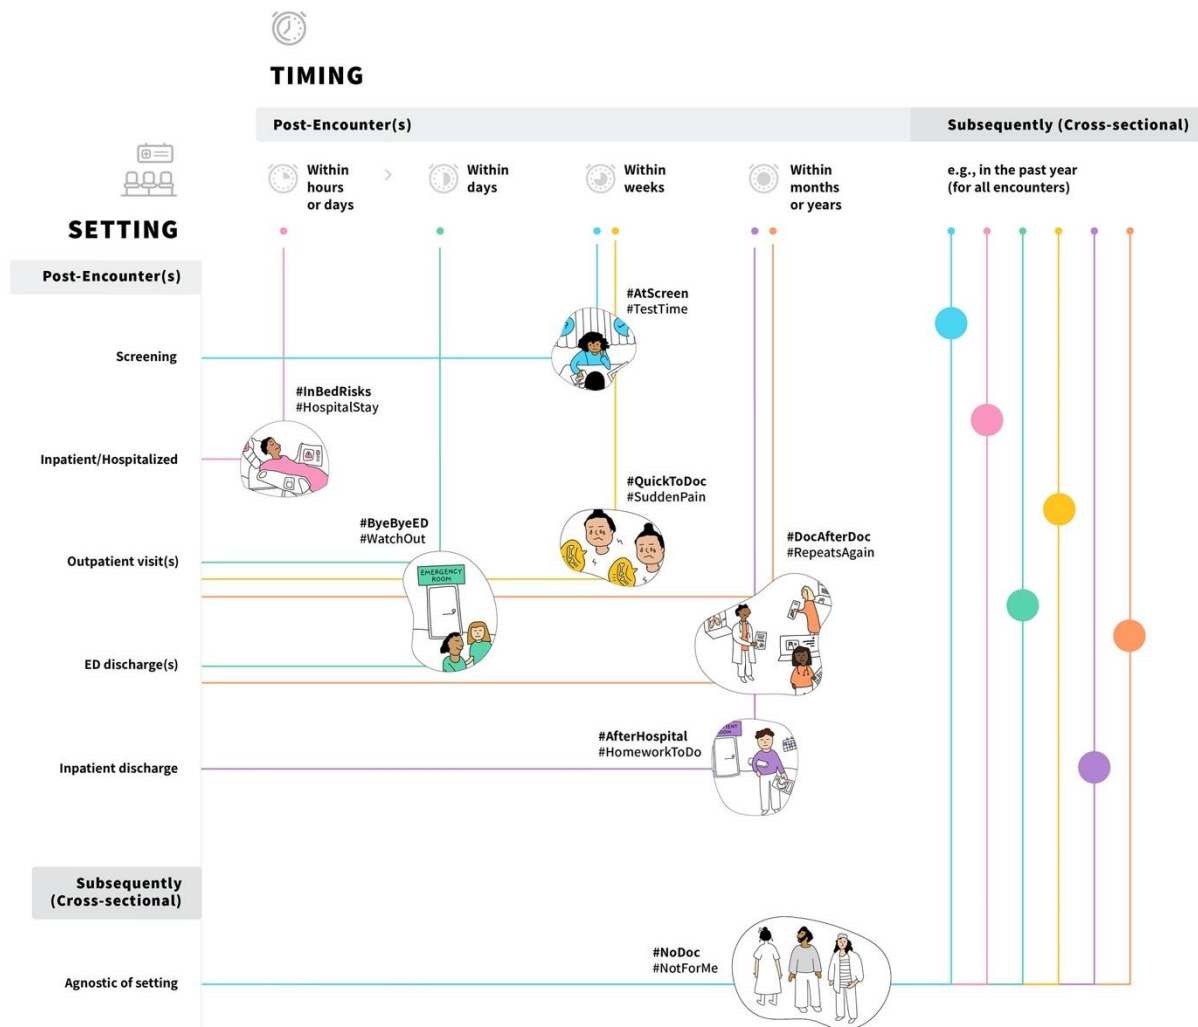 TIMING
Post-Encounter(s)
Subsequently (Cross-sectional)
Within
hours
or days
Within
days
Within
weeks
Within
months
or years
e.g., in the past year
(for all encounters)
SETTING
Post-Encounter(s)
#AtScreen
#TestTime
Screening
#InBedRisks
#HospitalStay
Inpatient/Hospitalized
#QuickToDoc
#SuddenPain
#ByeByeED
#WatchOut
#DocAfterDoc
#RepeatsAgain
Outpatient visit(s)
EMERGENCY
ROOM
ED discharge(s)
#AfterHospital
#HomeworkToDo
Inpatient discharge
Subsequently
(Cross-sectional)
#NoDoc
#NotForMe
Agnostic of setting